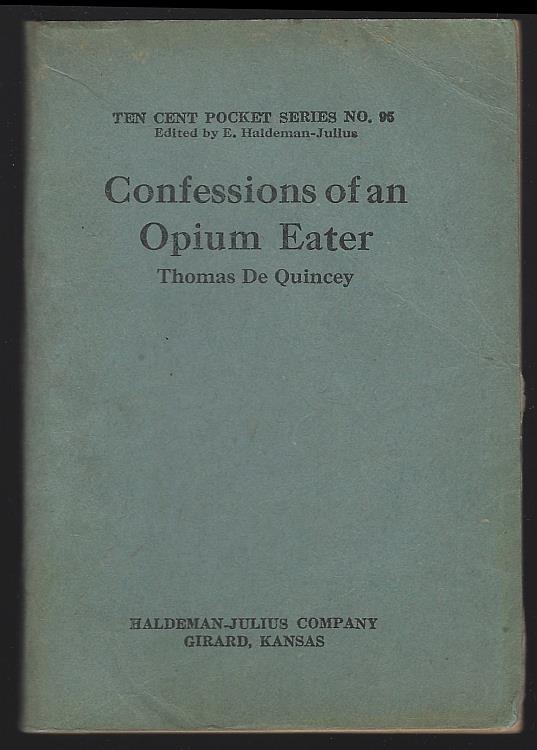 TEN CENT POCKET SERIES NO. 95
Edited by E. Haldeman-Julius
Confessions of an
Opium Eater
Thomas De Quincey
HALDEMAN-JULIUS COMPANY
GIRARD, KANSAS